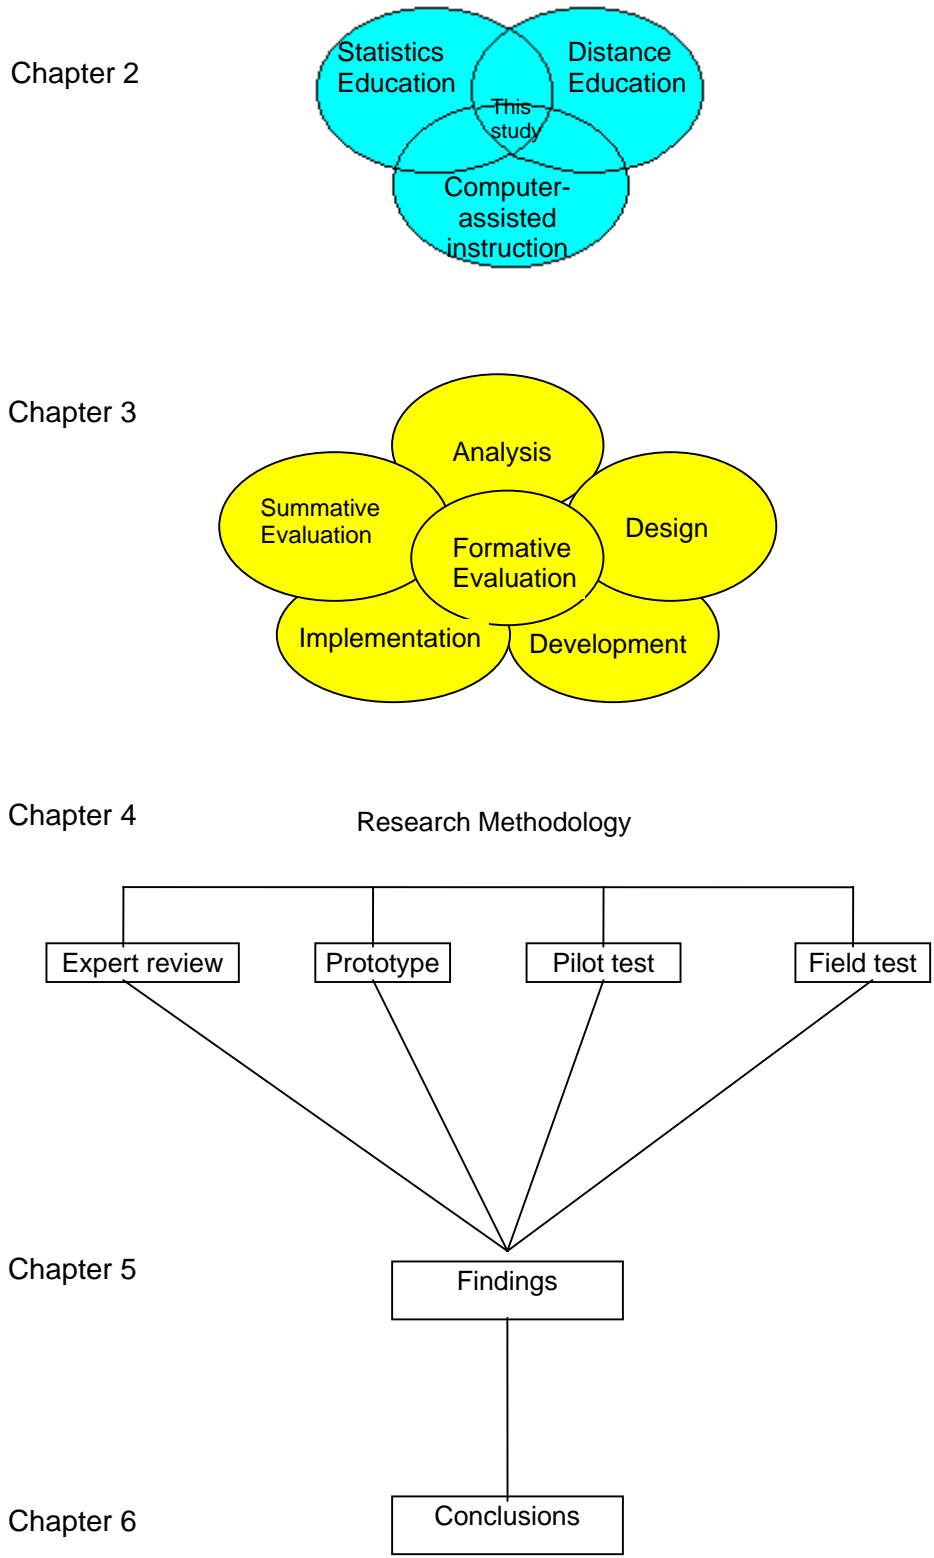 Chapter 2
Statistics
Education
Distance
Education
This
study
Computer-
assisted
instruction
Chapter 3
Analysis
Summative
Evaluation
Formative
Evaluation
Design
Implementation
Development
Chapter 4
Research Methodology
Expert review
Prototype
Pilot test
Field test
Chapter 5
Findings
Chapter 6
Conclusions